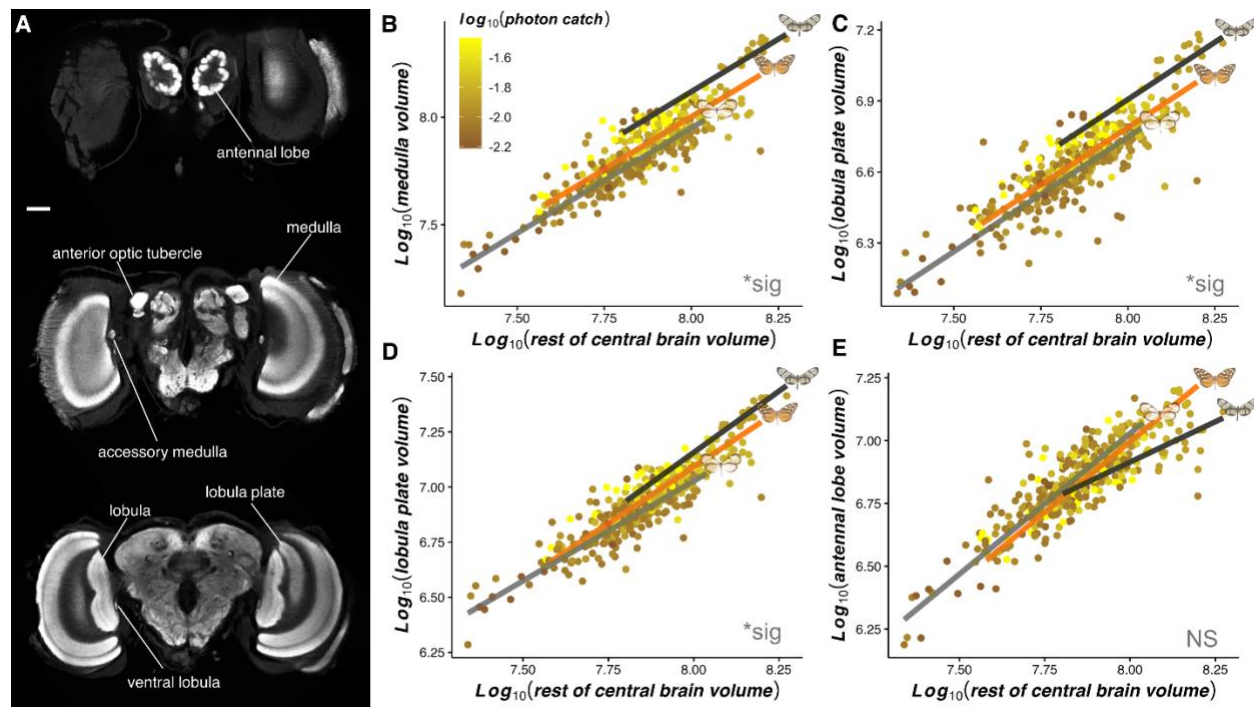 A
antennal lobe
anterior optic tubercle
medulla
accessory medulla
lobula
lobula plate
ventral lobula
B
log10(photon catch)
-1.6
-1.8
-2.0
-2.2
Log10(medulla volume)
8.0
7.5
7.50
7.75
8.00
8.25
*sig
Log10(rest of central brain volume)
C
Log10(lobula plate volume)
7.2
6.9
6.6
6.3
7.50
7.75
8.00
8.25
*sig
Log10(rest of central brain volume)
D
Log10(lobula plate volume)
7.50
7.25
7.00
6.75
6.50
6.25
7.50
7.75
8.00
8.25
*sig
Log10(rest of central brain volume)
E
Log10(antennal lobe volume)
7.25
7.00
6.75
6.50
6.25
7.50
7.75
8.00
8.25
NS
Log10(rest of central brain volume)